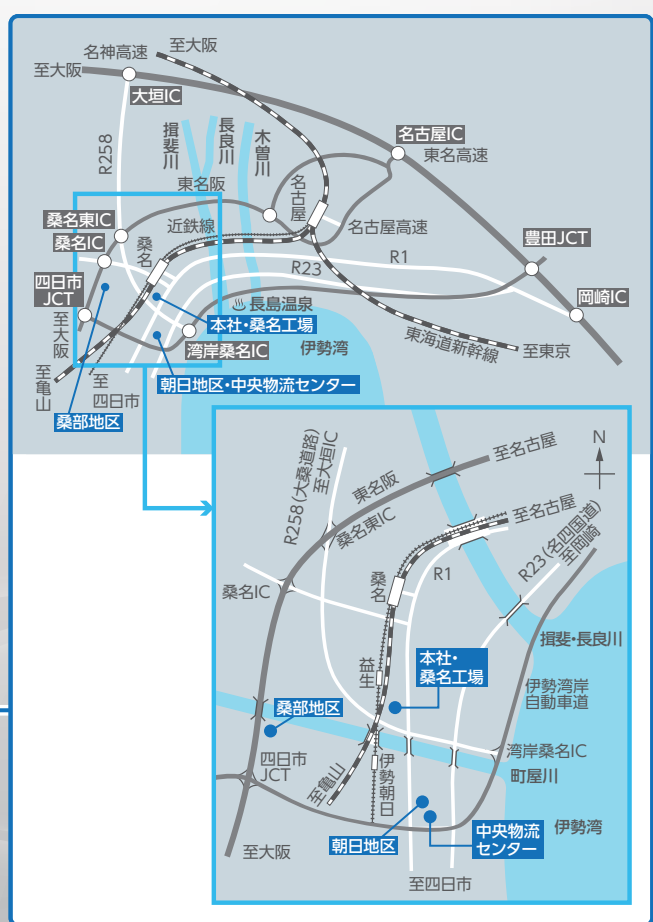 至大阪
名神高速
至大阪
大垣IC
R258
揖斐川
長良川
木曽川
名古屋IC
東名高速
東名阪
名古屋
桑名東IC
近鉄線
名古屋高速
桑名IC
桑名
豊田JCT
R1
R23
四日市
JCT
長島温泉
岡崎IC
本社・桑名工場
至大阪
湾岸桑名IC
伊勢湾
東海道新幹線
至東京
至亀山
至
四日市
朝日地区・中央物流センター
桑部地区
R258(大桑道路)
至大垣IC
東名阪
至名古屋
N
桑名東IC
至名古屋
R23(名四国道)
至岡崎
桑名IC
桑名
R1
揖斐・長良川
益生
本社・
桑名工場
伊勢湾岸
自動車道
桑部地区
四日市
JCT
湾岸桑名IC
町屋川
至亀山
伊勢朝日
至大阪
朝日地区
中央物流
センター
伊勢湾
至四日市